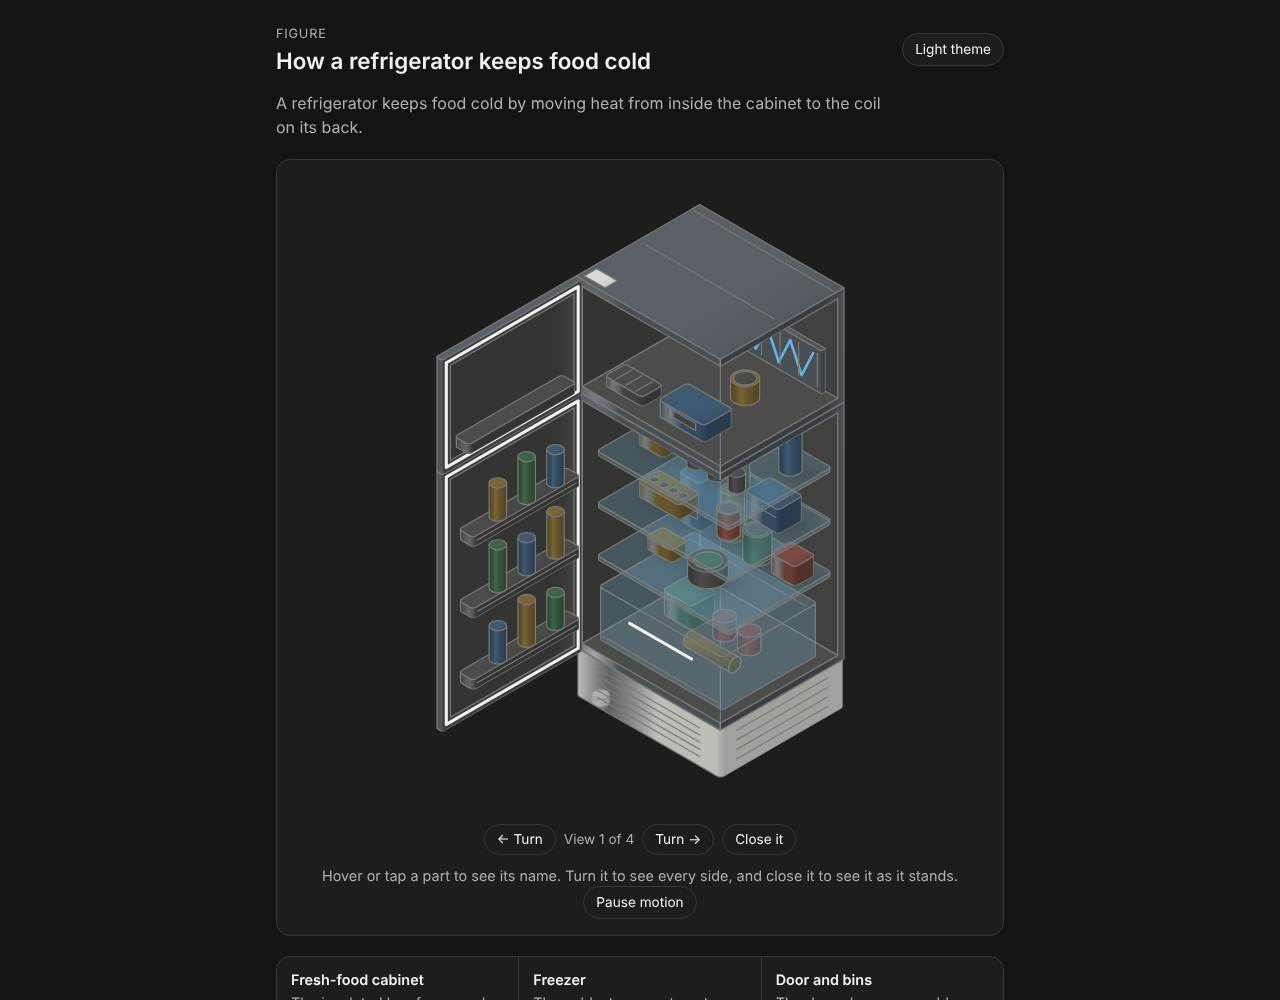 FIGURE
How a refrigerator keeps food cold
Light theme
A refrigerator keeps food cold by moving heat from inside the cabinet to the coil
on its back.
← Turn
View 1 of 4
Turn →
Close it
Hover or tap a part to see its name. Turn it to see every side, and close it to see it as it stands.
Pause motion
Fresh-food cabinet
Freezer
Door and bins